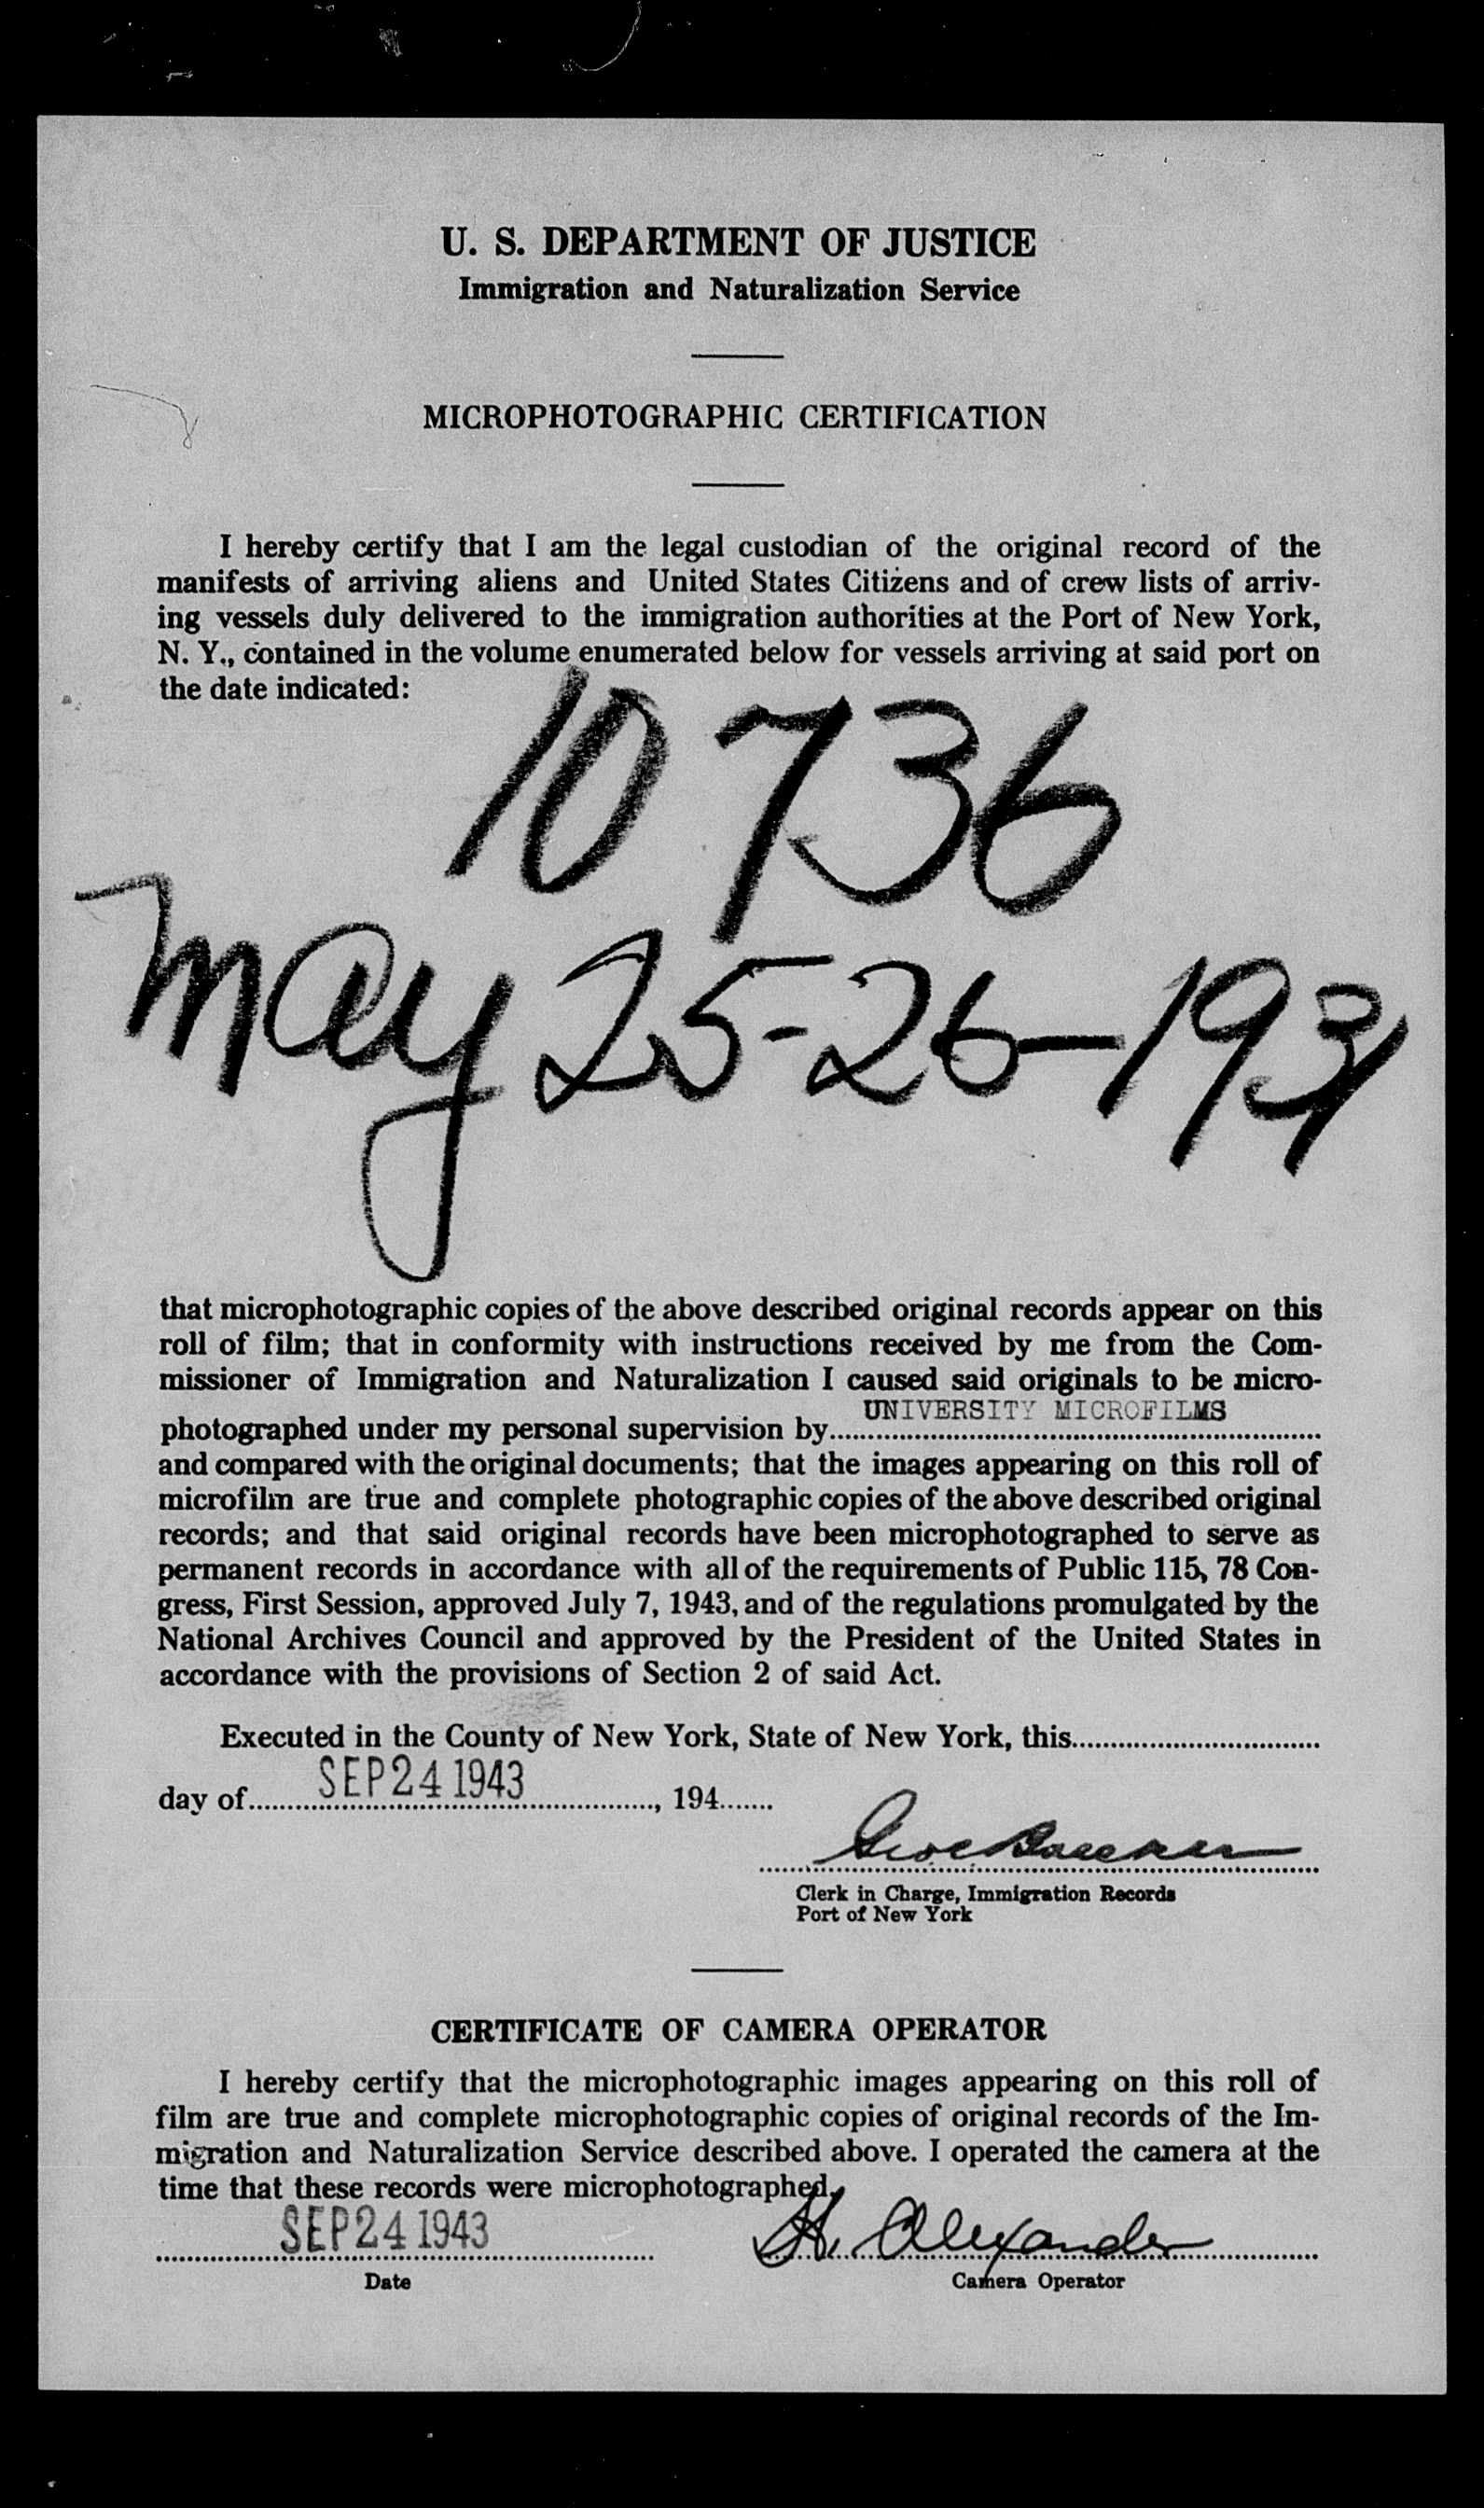 U. S. DEPARTMENT OF JUSTICE
Immigration and Naturalization Service
MICROPHOTOGRAPHIC CERTIFICATION
I hereby certify that I am the legal custodian of the original record of the
manifests of arriving aliens and United States Citizens and of crew lists of arriv-
ing vessels duly delivered to the immigration authorities at the Port of New York,
N. Y., contained in the volume enumerated below for vessels arriving at said port on
the date indicated:
10736
May 25-26-
that microphotographic copies of the above described original records appear on this
roll of film; that in conformity with instructions received by me from the Com-
missioner of Immigration and Naturalization I caused said originals to be micro-
UNIVERSITY MICROFILMS
photographed under my personal supervision by
and compared with the original documents; that the images appearing on this roll of
microfilm are true and complete photographic copies of the above described original
records; and that said original records have been microphotographed to serve as
permanent records in accordance with all of the requirements of Public 115, 78 Con-
gress, First Session, approved July 7, 1943, and of the regulations promulgated by the
National Archives Council and approved by the President of the United States in
accordance with the provisions of Section 2 of said Act.
Executed in the County of New York, State of New York, this
day of SEP 24 1943, 194
Clerk in Charge, Immigration Records
Port of New York
CERTIFICATE OF CAMERA OPERATOR
I hereby certify that the microphotographic images appearing on this roll of
film are true and complete microphotographic copies of original records of the Im-
migration and Naturalization Service described above. I operated the camera at the
time that these records were microphotographed.
SEP 24 1943 H. Alexander
Date Camera Operator